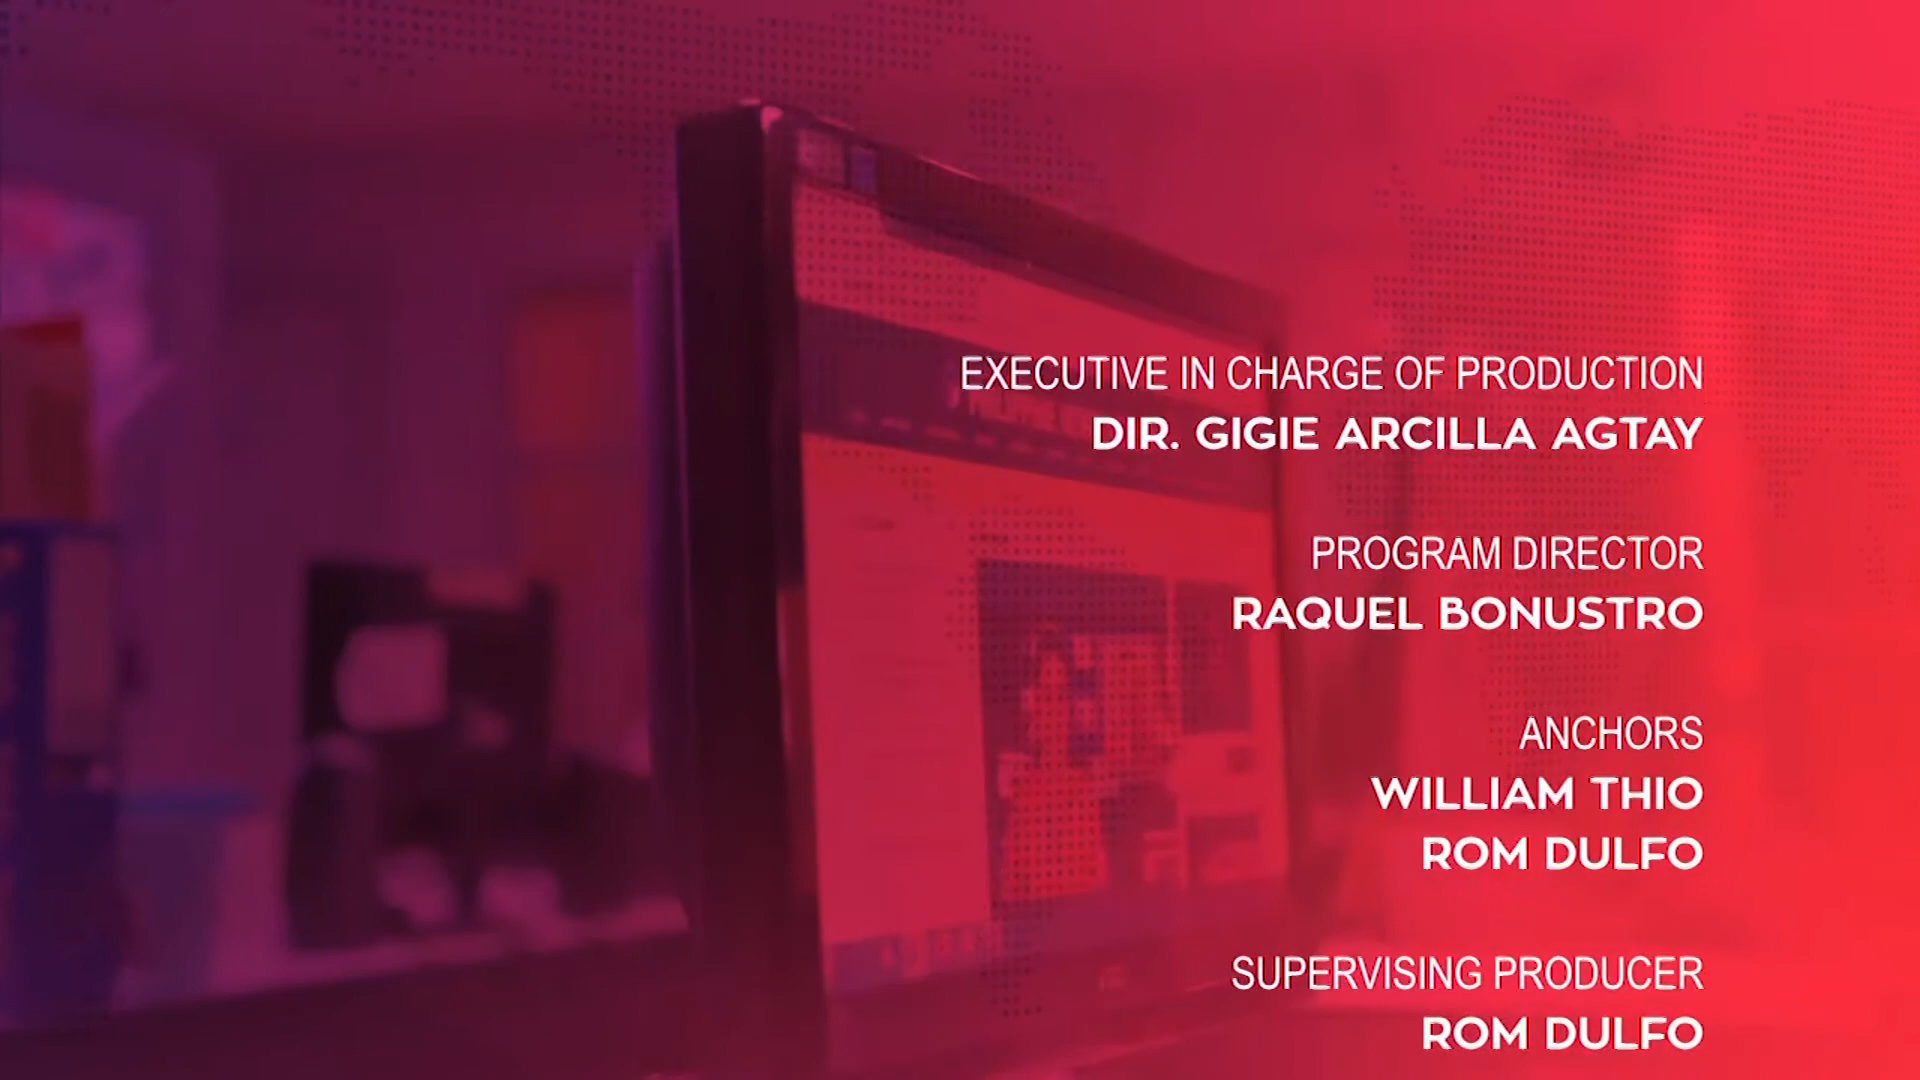 EXECUTIVE IN CHARGE OF PRODUCTION
DIR. GIGIE ARCILLA AGTAY
PROGRAM DIRECTOR
RAQUEL BONUSTRO
ANCHORS
WILLIAM THIO
ROM DULFO
SUPERVISING PRODUCER
ROM DULFO